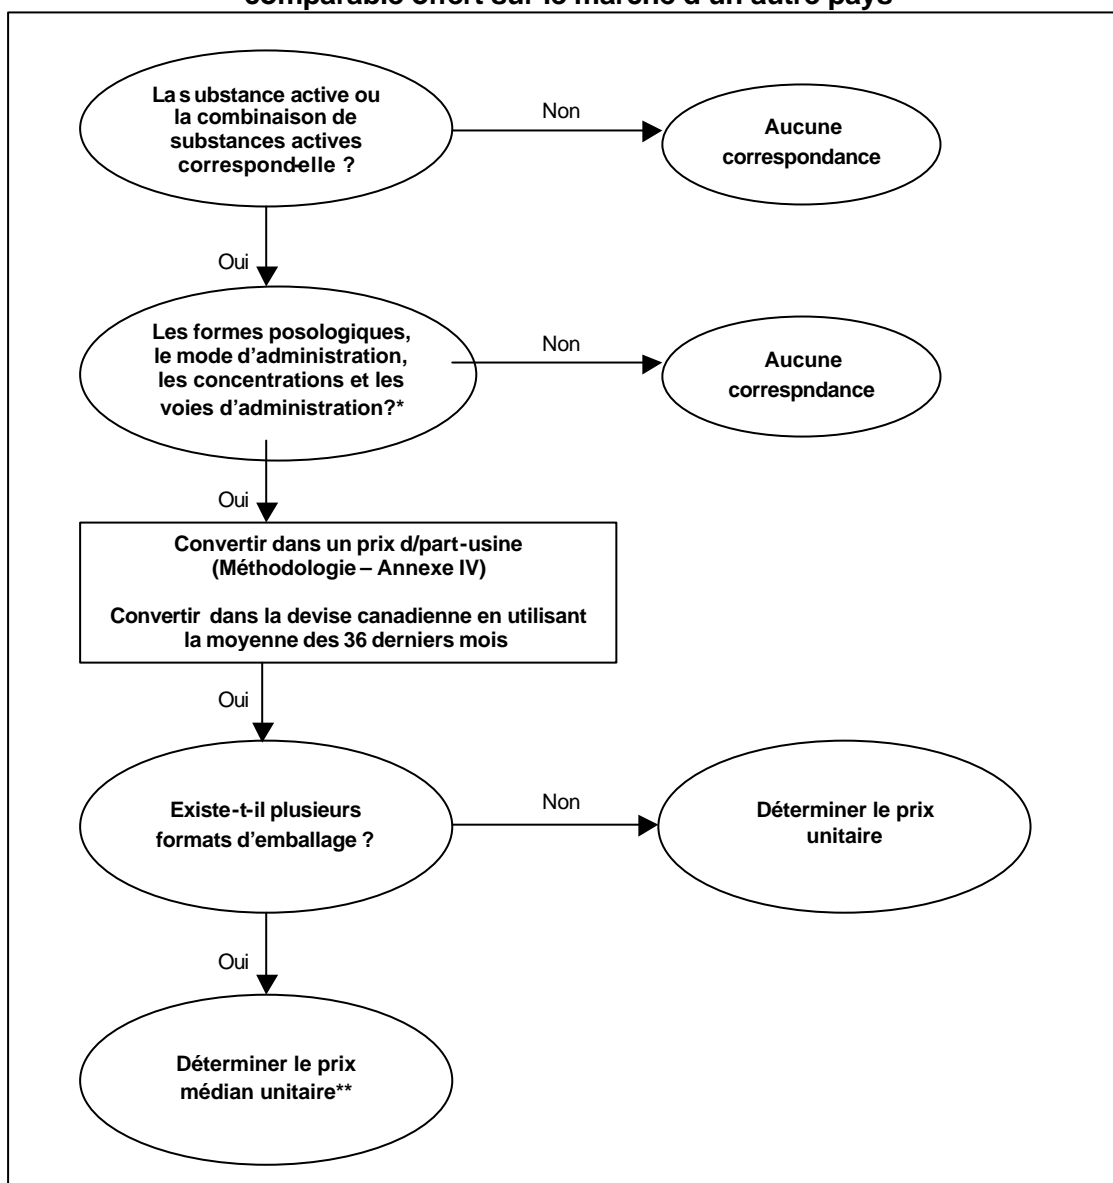 comparable offert sur le marché d'un autre pays
La s ubstance active ou
la combinaison de
substances actives
correspond-elle ?
Non
Aucune
correspondance
Oui
Les formes posologiques,
le mode d'administration,
les concentrations et les
voies d'administration?*
Non
Aucune
correspndance
Oui
Convertir dans un prix d/part-usine
(Méthodologie – Annexe IV)
Convertir dans la devise canadienne en utilisant
la moyenne des 36 derniers mois
Oui
Existe-t-il plusieurs
formats d'emballage ?
Non
Déterminer le prix
unitaire
Oui
Déterminer le prix
médian unitaire**